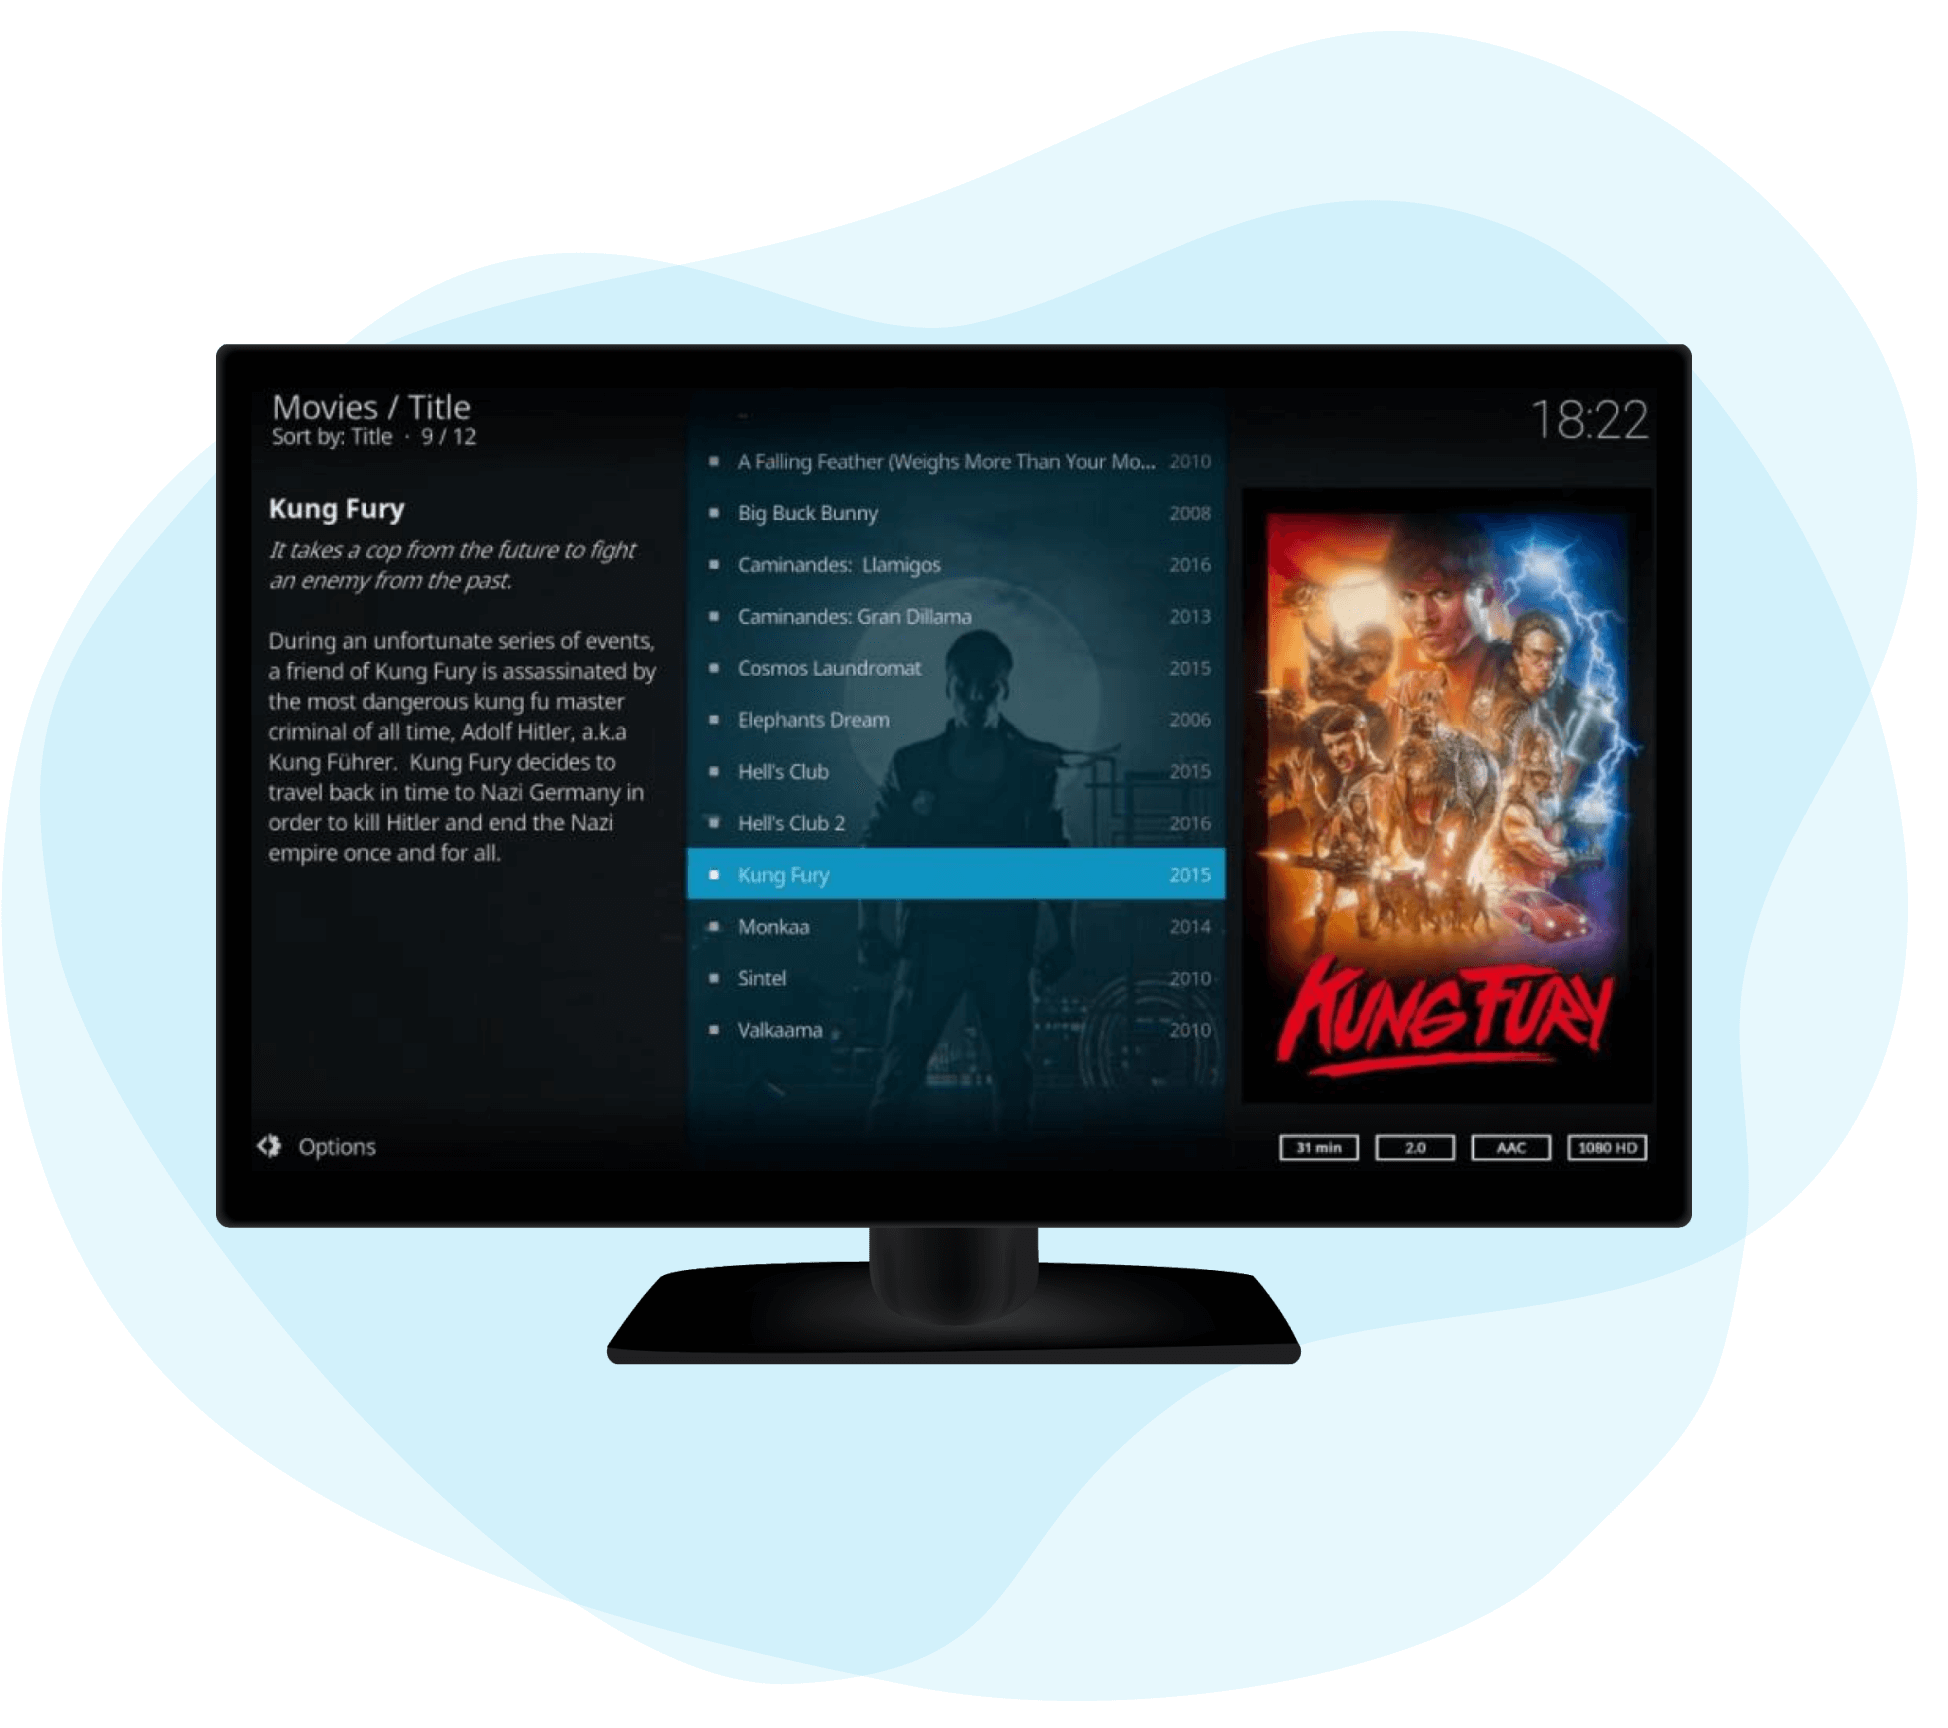 Movies / Title
Sort by: Title · 9 / 12
18:22
Kung Fury
It takes a cop from the future to fight
an enemy from the past.
During an unfortunate series of events,
a friend of Kung Fury is assassinated by
the most dangerous kung fu master
criminal of all time, Adolf Hitler, a.k.a
Kung Führer.  Kung Fury decides to
travel back in time to Nazi Germany in
order to kill Hitler and end the Nazi
empire once and for all.
..
A Falling Feather (Weighs More Than Your Mo... 2010
Big Buck Bunny 2008
Caminandes:  Llamigos 2016
Caminandes: Gran Dillama 2013
Cosmos Laundromat 2015
Elephants Dream 2006
Hell's Club 2015
Hell's Club 2 2016
Kung Fury 2015
Monkaa 2014
Sintel 2010
Valkaama 2010
KUNG FURY
Options
31 min 2.0 AAC 1080 HD